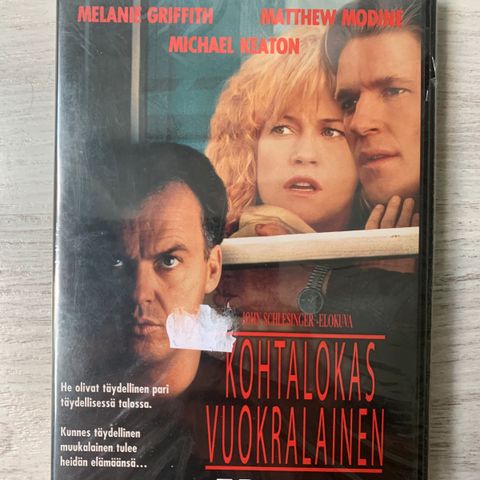 MELANIE GRIFFITH MATTHEW MODINE
MICHAEL KEATON
JOHN SCHLESINGER -ELOKUVA
KOHTALOKAS
VUOKRALAINEN
He olivat täydellinen pari
täydellisessä talossa.
Kunnes täydellinen
muukalainen tulee
heidän elämäänsä...